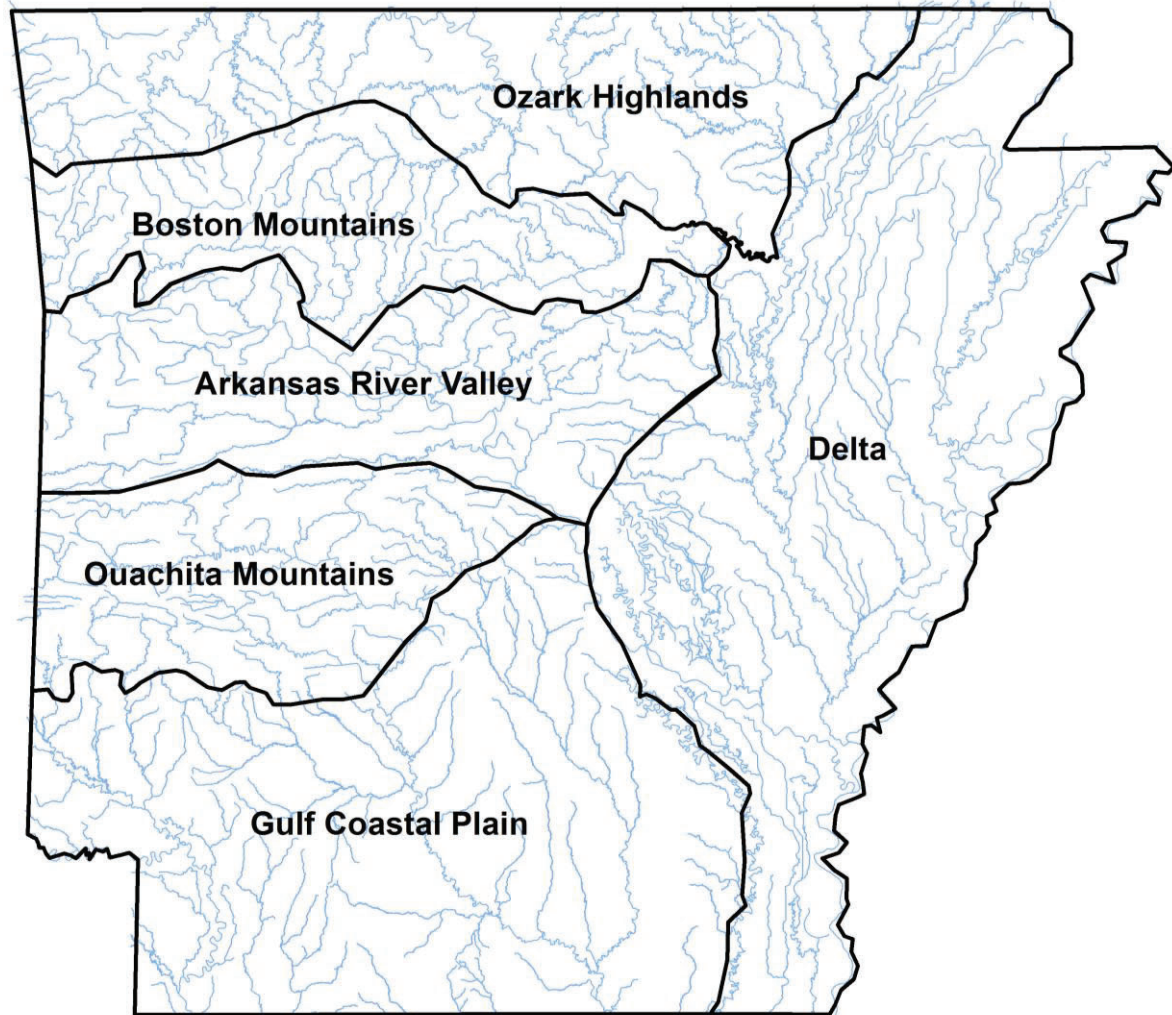 Ozark Highlands
Boston Mountains
Arkansas River Valley
Delta
Ouachita Mountains
Gulf Coastal Plain